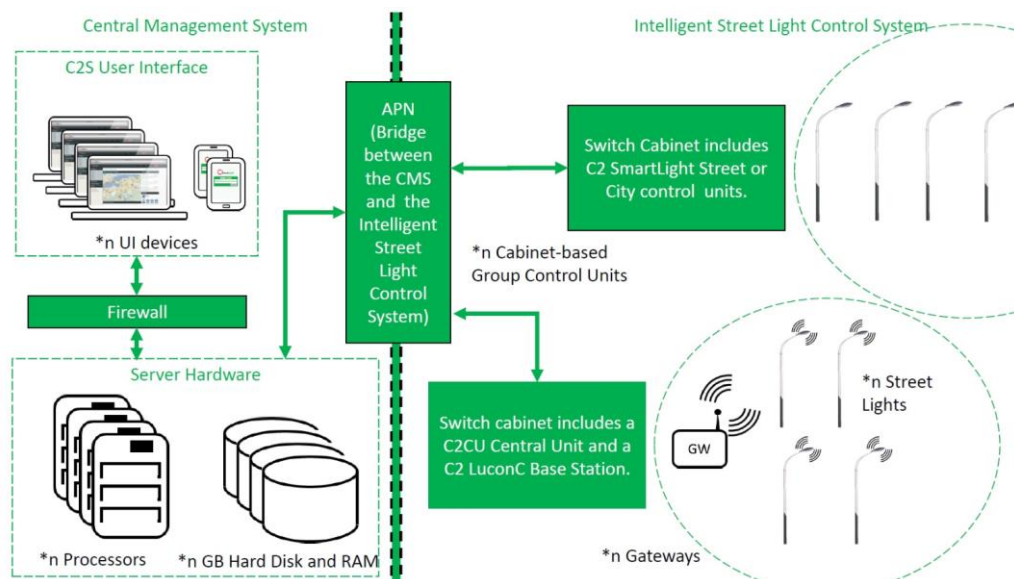 Central Management System
Intelligent Street Light Control System
C2S User Interface
*n UI devices
Firewall
Server Hardware
*n Processors
*n GB Hard Disk and RAM
APN
(Bridge
between
the CMS
and the
Intelligent
Street
Light
Control
System)
Switch Cabinet includes
C2 SmartLight Street or
City control units.
*n Cabinet-based
Group Control Units
Switch cabinet includes a
C2CU Central Unit and a
C2 LuconC Base Station.
GW
*n Street
Lights
*n Gateways